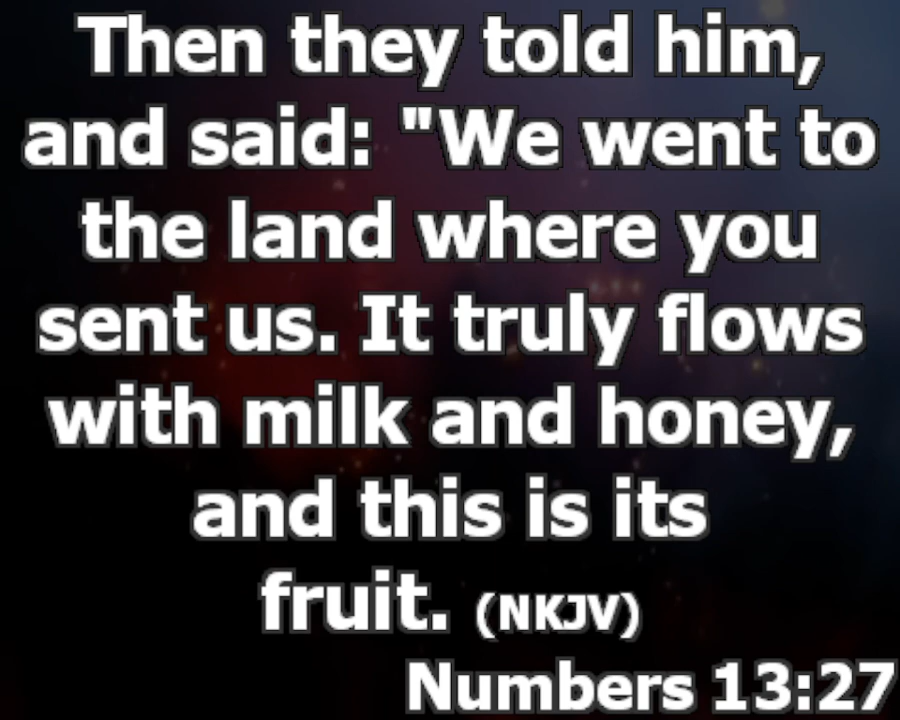 Then they told him,
and said: "We went to
the land where you
sent us. It truly flows
with milk and honey,
and this is its
fruit. (NKJV)
Numbers 13:27